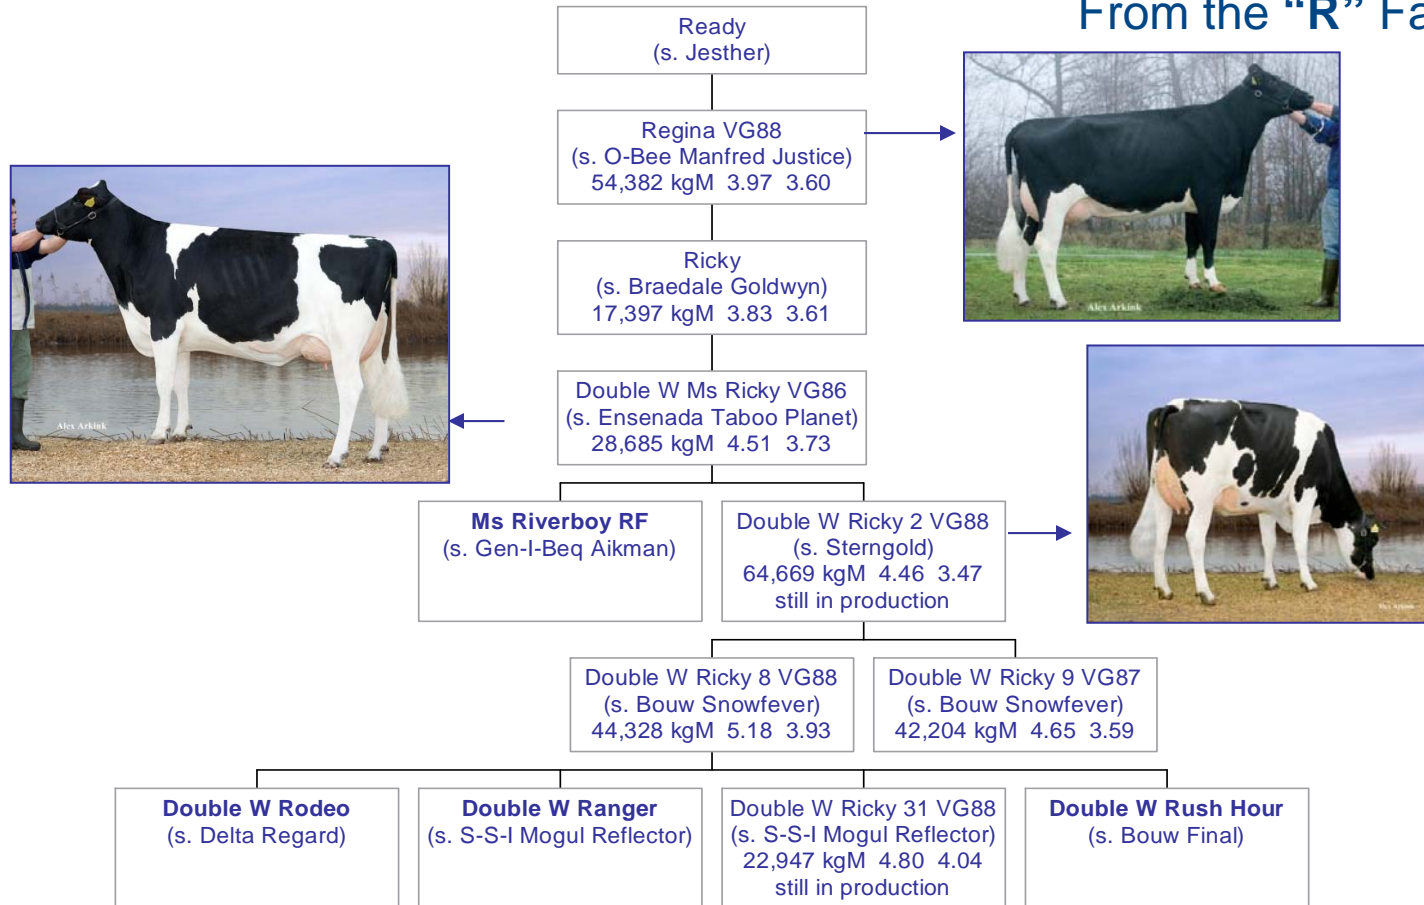 From the "R" Fa
Ready
(s. Jesther)
Regina VG88
(s. O-Bee Manfred Justice)
54,382 kgM 3.97 3.60
Alex Arkink
Ricky
(s. Braedale Goldwyn)
17,397 kgM 3.83 3.61
Double W Ms Ricky VG86
(s. Ensenada Taboo Planet)
28,685 kgM 4.51 3.73
Alex Arkink
Ms Riverboy RF
(s. Gen-I-Beq Aikman)
Double W Ricky 2 VG88
(s. Sterngold)
64,669 kgM 4.46 3.47
still in production
Alex Arkink
Double W Ricky 8 VG88
(s. Bouw Snowfever)
44,328 kgM 5.18 3.93
Double W Ricky 9 VG87
(s. Bouw Snowfever)
42,204 kgM 4.65 3.59
Double W Rodeo
(s. Delta Regard)
Double W Ranger
(s. S-S-I Mogul Reflector)
Double W Ricky 31 VG88
(s. S-S-I Mogul Reflector)
22,947 kgM 4.80 4.04
still in production
Double W Rush Hour
(s. Bouw Final)